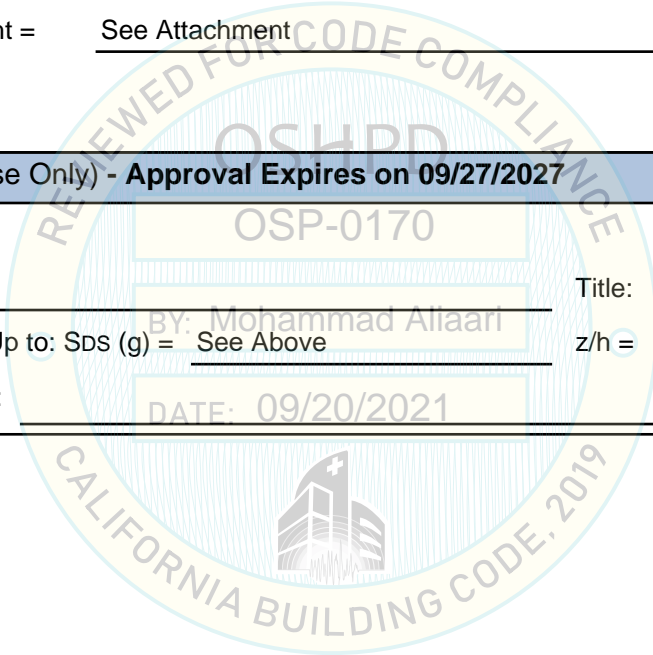 nt = See Attachment
REVIEWED FOR CODE COMPLIANCE
OSHPD
se Only) - Approval Expires on 09/27/2027
OSP-0170
Title:
BY: Mohammad Aliaari
Up to: SDS (g) = See Above z/h =
:
DATE: 09/20/2021
CALIFORNIA BUILDING CODE, 2019